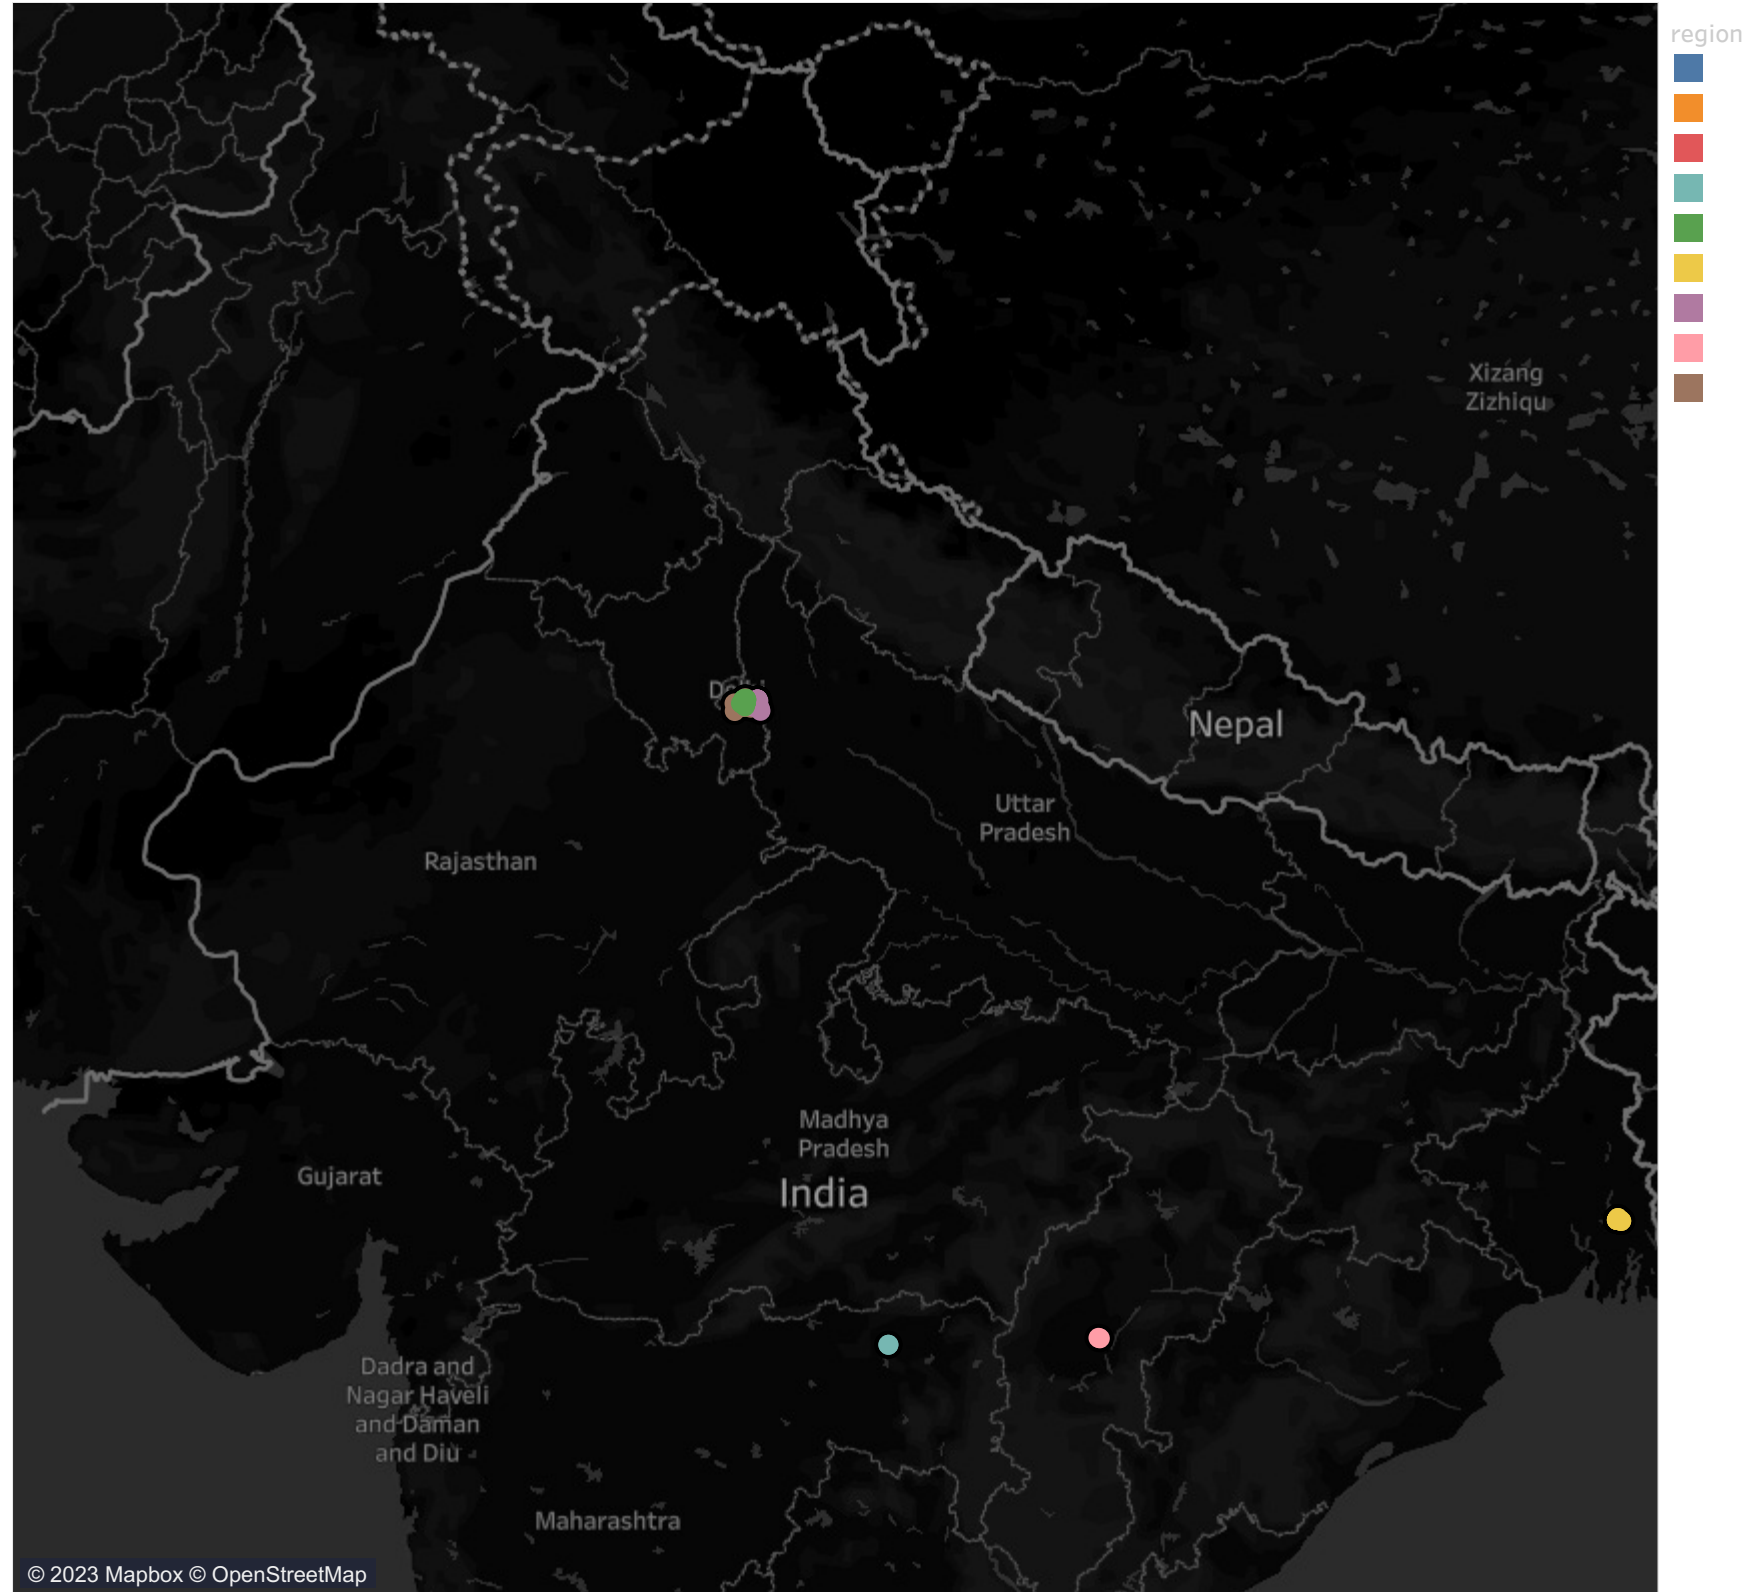 region
Xizang
Zizhiqu
Nepal
Uttar
Pradesh
Rajasthan
Madhya
Pradesh
India
Gujarat
Dadra and
Nagar Haveli
and Daman
and Diu
Maharashtra
© 2023 Mapbox © OpenStreetMap